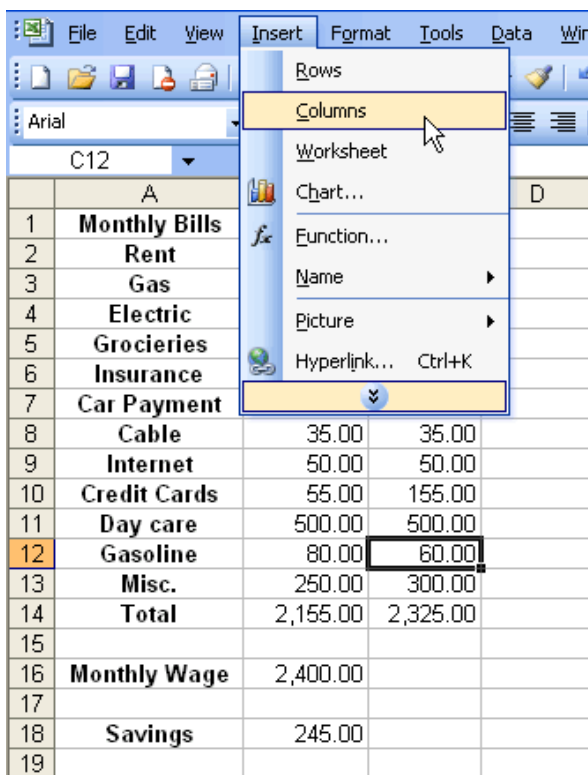 File Edit View Insert Format Tools Data
Rows
Arial
Columns
C12
Worksheet
Chart...
Function...
Name
Picture
Hyperlink... Ctrl+K
A D
1 Monthly Bills
2 Rent
3 Gas
4 Electric
5 Grocieries
6 Insurance
7 Car Payment
8 Cable 35.00 35.00
9 Internet 50.00 50.00
10 Credit Cards 55.00 155.00
11 Day care 500.00 500.00
12 Gasoline 80.00 60.00
13 Misc. 250.00 300.00
14 Total 2,155.00 2,325.00
15
16 Monthly Wage 2,400.00
17
18 Savings 245.00
19